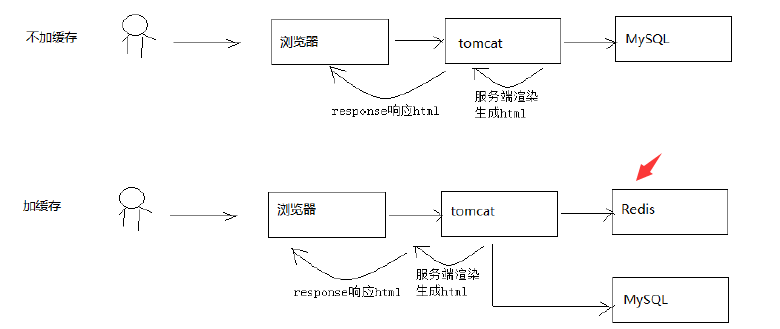 不加缓存
浏览器
tomcat
MySQL
response响应html
服务端渲染
生成html
加缓存
浏览器
tomcat
Redis
response响应html
服务端渲染
生成html
MySQL